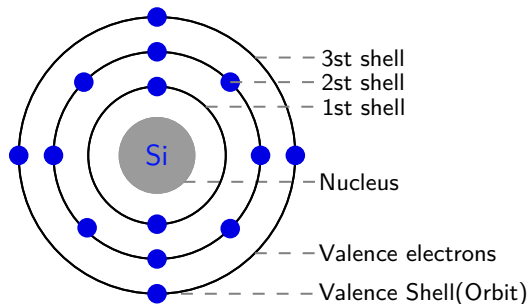 3st shell
2st shell
1st shell
Si
Nucleus
Valence electrons
Valence Shell(Orbit)